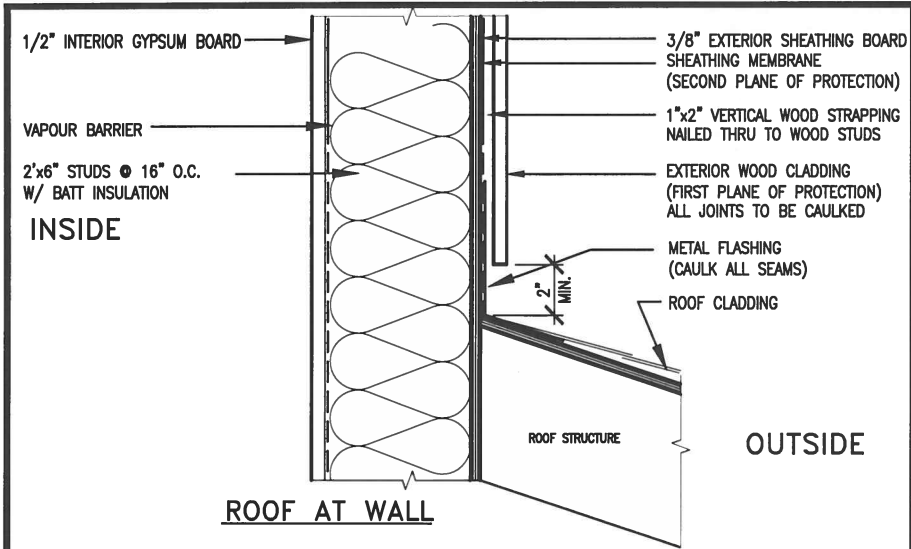 1/2" INTERIOR GYPSUM BOARD
VAPOUR BARRIER
2'x6" STUDS @ 16" O.C.
W/ BATT INSULATION
INSIDE
3/8" EXTERIOR SHEATHING BOARD
SHEATHING MEMBRANE
(SECOND PLANE OF PROTECTION)
1"x2" VERTICAL WOOD STRAPPING
NAILED THRU TO WOOD STUDS
EXTERIOR WOOD CLADDING
(FIRST PLANE OF PROTECTION)
ALL JOINTS TO BE CAULKED
METAL FLASHING
(CAULK ALL SEAMS)
2"
MIN.
ROOF CLADDING
ROOF STRUCTURE
OUTSIDE
ROOF AT WALL